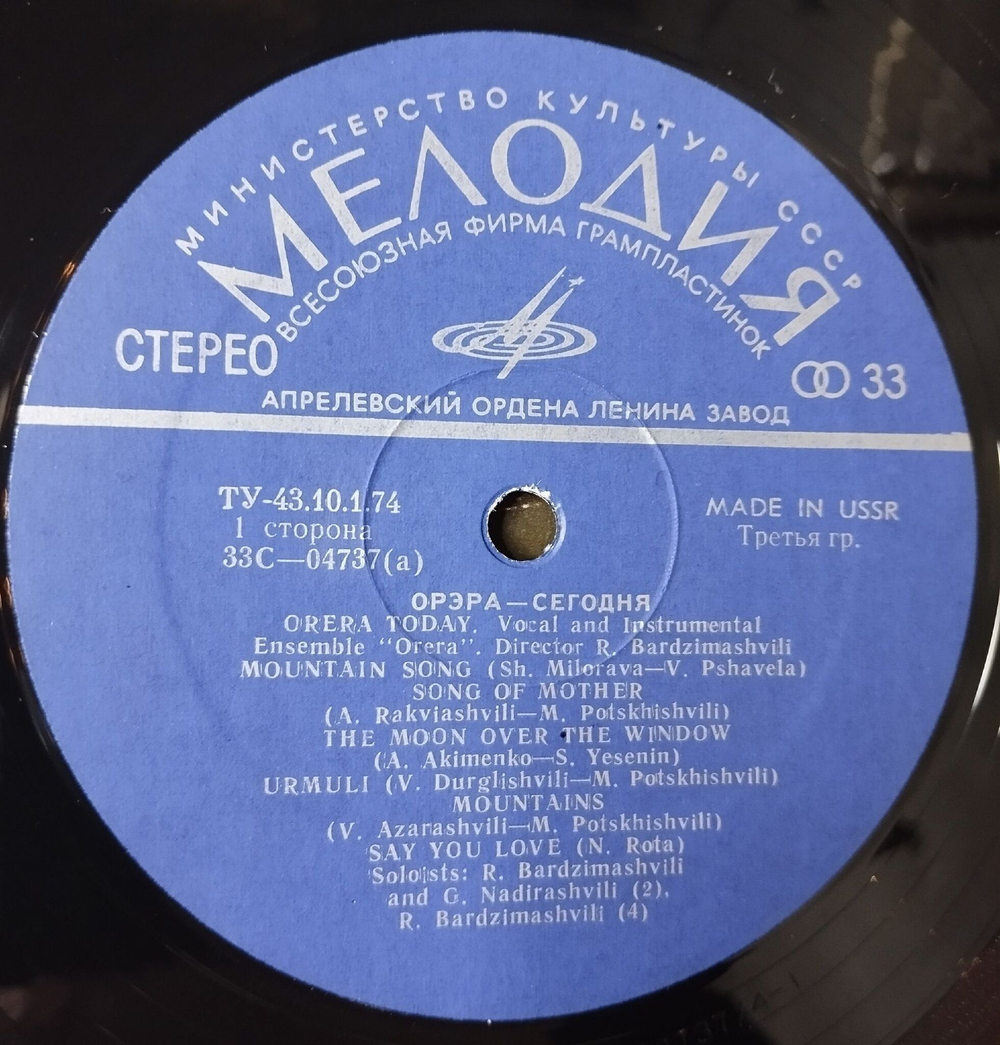 МИНИСТЕРСТВО КУЛЬТУРЫ СССР
МЕЛОДИЯ
ВСЕСОЮЗНАЯ ФИРМА ГРАМПЛАСТИНОК
СТЕРЕО
33
АПРЕЛЕВСКИЙ ОРДЕНА ЛЕНИНА ЗАВОД
ТУ-43.10.1.74
1 сторона
33С—04737(а)
MADE IN USSR
Третья гр.
ОРЭРА—СЕГОДНЯ
ORERA TODAY. Vocal and Instrumental
Ensemble "Orera". Director R. Bardzimashvili
MOUNTAIN SONG (Sh. Milorava—V. Pshavela)
SONG OF MOTHER
(A. Rakviashvili—M. Potskhishvili)
THE MOON OVER THE WINDOW
(A. Akimenko—S. Yesenin)
URMULI (V. Durglishvili—M. Potskhishvili)
MOUNTAINS
(V. Azarashvili—M. Potskhishvili)
SAY YOU LOVE (N. Rota)
Soloists: R. Bardzimashvili
and G. Nadirashvili (2),
R. Bardzimashvili (4)